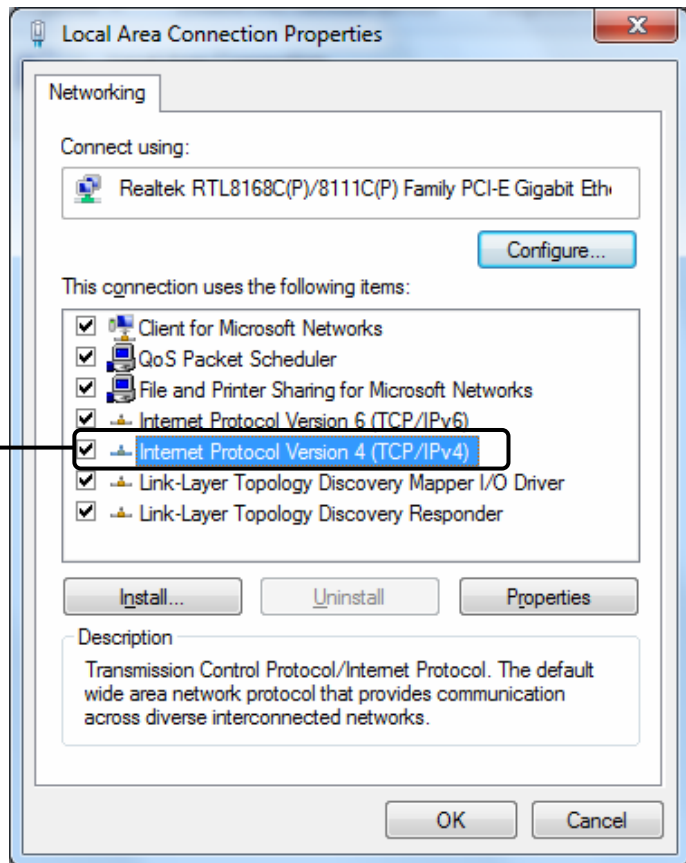 Local Area Connection Properties
Networking
Connect using:
Realtek RTL8168C(P)/8111C(P) Family PCI-E Gigabit Eth
Configure...
This connection uses the following items:
Client for Microsoft Networks
QoS Packet Scheduler
File and Printer Sharing for Microsoft Networks
Internet Protocol Version 6 (TCP/IPv6)
Internet Protocol Version 4 (TCP/IPv4)
Link-Layer Topology Discovery Mapper I/O Driver
Link-Layer Topology Discovery Responder
Install...
Uninstall
Properties
Description
Transmission Control Protocol/Internet Protocol. The default
wide area network protocol that provides communication
across diverse interconnected networks.
OK
Cancel